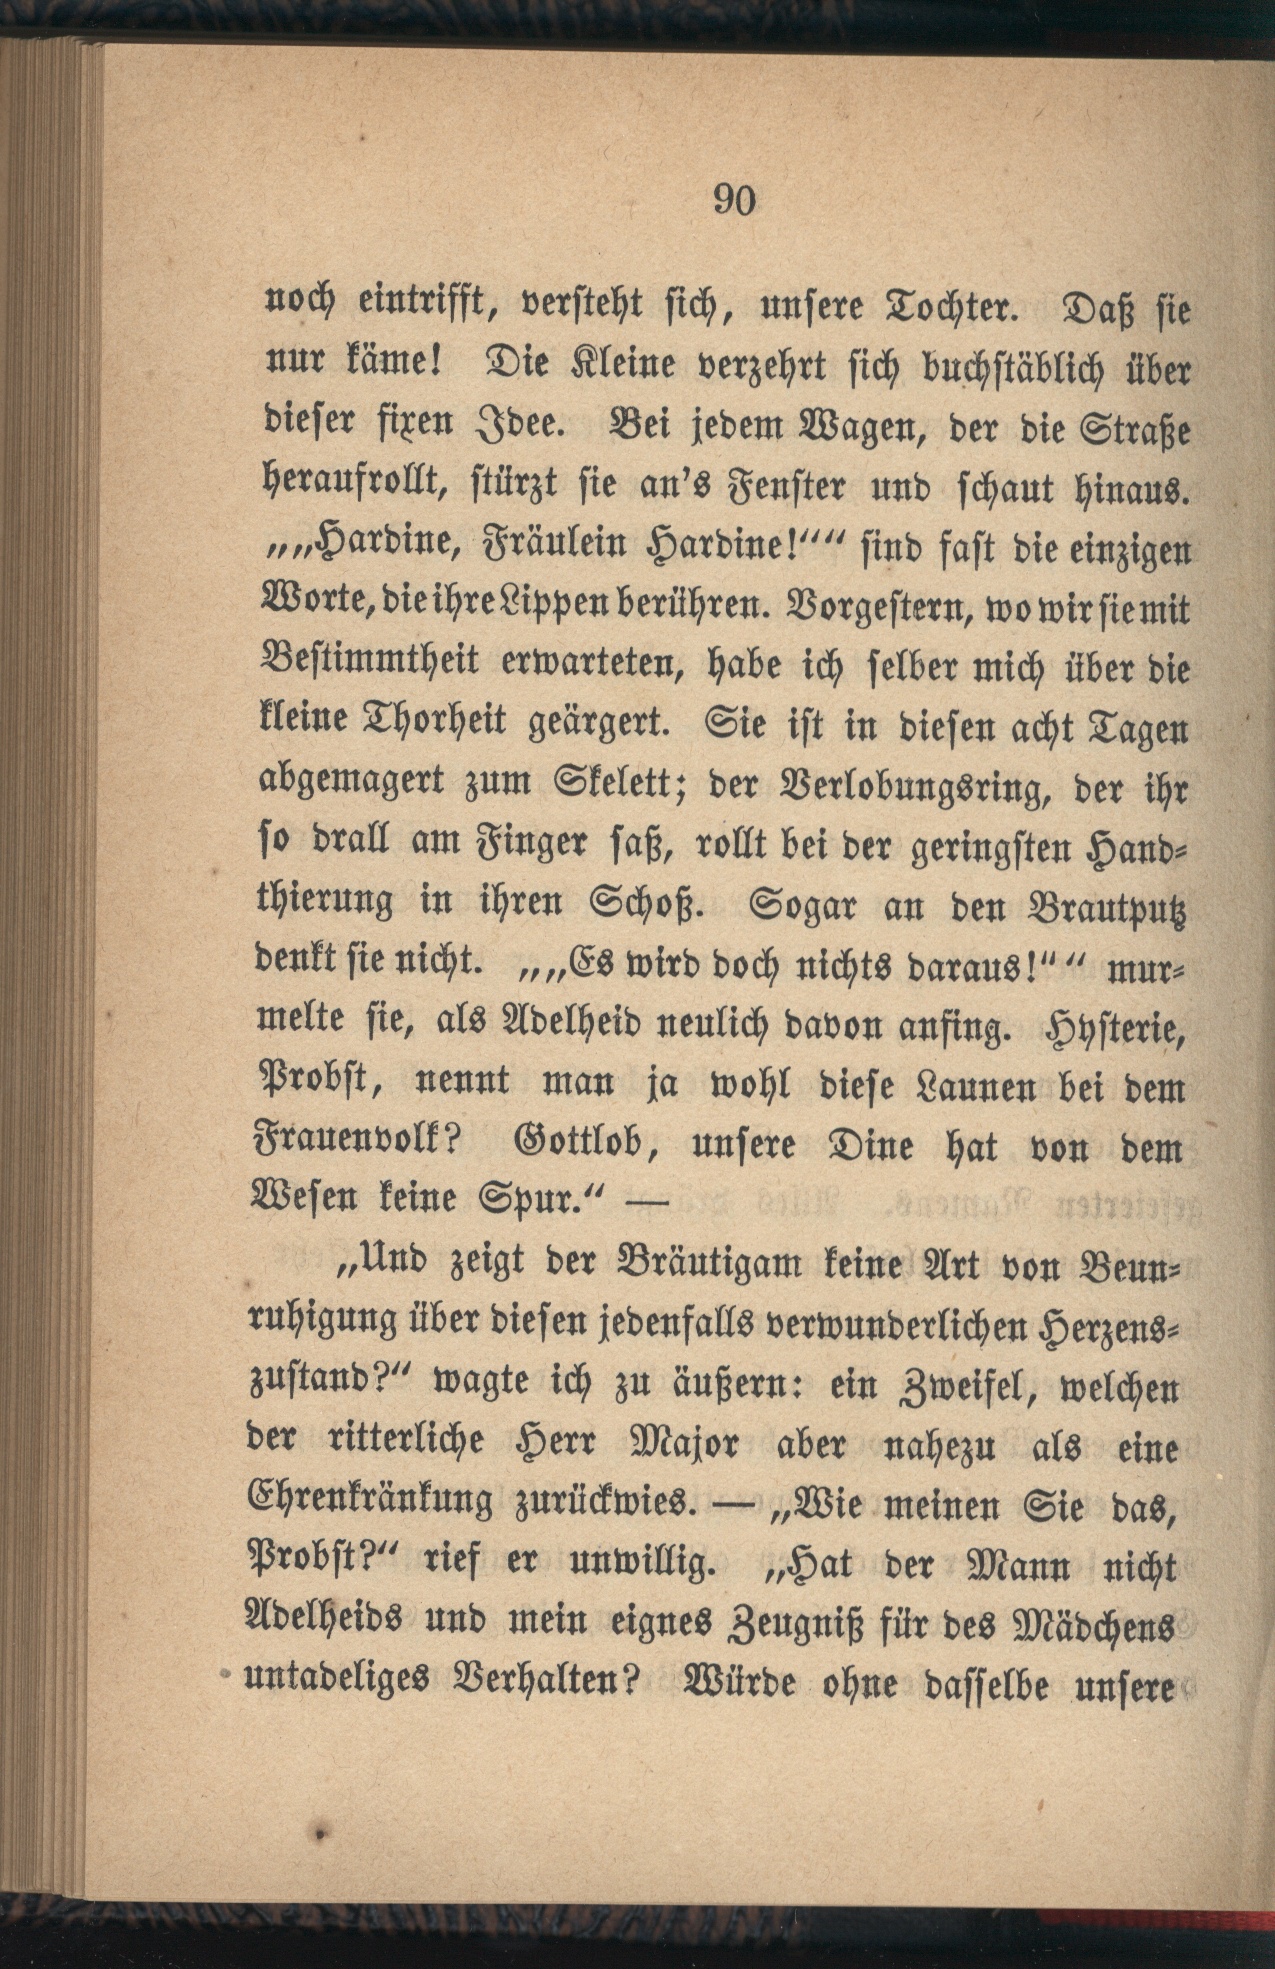 90
noch eintrifft, versteht sich, unsere Tochter. Daß sie
nur käme! Die Kleine verzehrt sich buchstäblich über
dieser fixen Idee. Bei jedem Wagen, der die Straße
heraufrollt, stürzt sie an's Fenster und schaut hinaus.
„„Hardine, Fräulein Hardine!““ sind fast die einzigen
Worte, die ihre Lippen berühren. Vorgestern, wo wir sie mit
Bestimmtheit erwarteten, habe ich selber mich über die
kleine Thorheit geärgert. Sie ist in diesen acht Tagen
abgemagert zum Skelett; der Verlobungsring, der ihr
so drall am Finger saß, rollt bei der geringsten Hand-
thierung in ihren Schoß. Sogar an den Brautputz
denkt sie nicht. „„Es wird doch nichts daraus!““ mur-
melte sie, als Adelheid neulich davon anfing. Hysterie,
Probst, nennt man ja wohl diese Launen bei dem
Frauenvolk? Gottlob, unsere Dine hat von dem
Wesen keine Spur.“ —
„Und zeigt der Bräutigam keine Art von Beun-
ruhigung über diesen jedenfalls verwunderlichen Herzens-
zustand?“ wagte ich zu äußern: ein Zweifel, welchen
der ritterliche Herr Major aber nahezu als eine
Ehrenkränkung zurückwies. — „Wie meinen Sie das,
Probst?“ rief er unwillig. „Hat der Mann nicht
Adelheids und mein eignes Zeugniß für des Mädchens
untadeliges Verhalten? Würde ohne dasselbe unsere